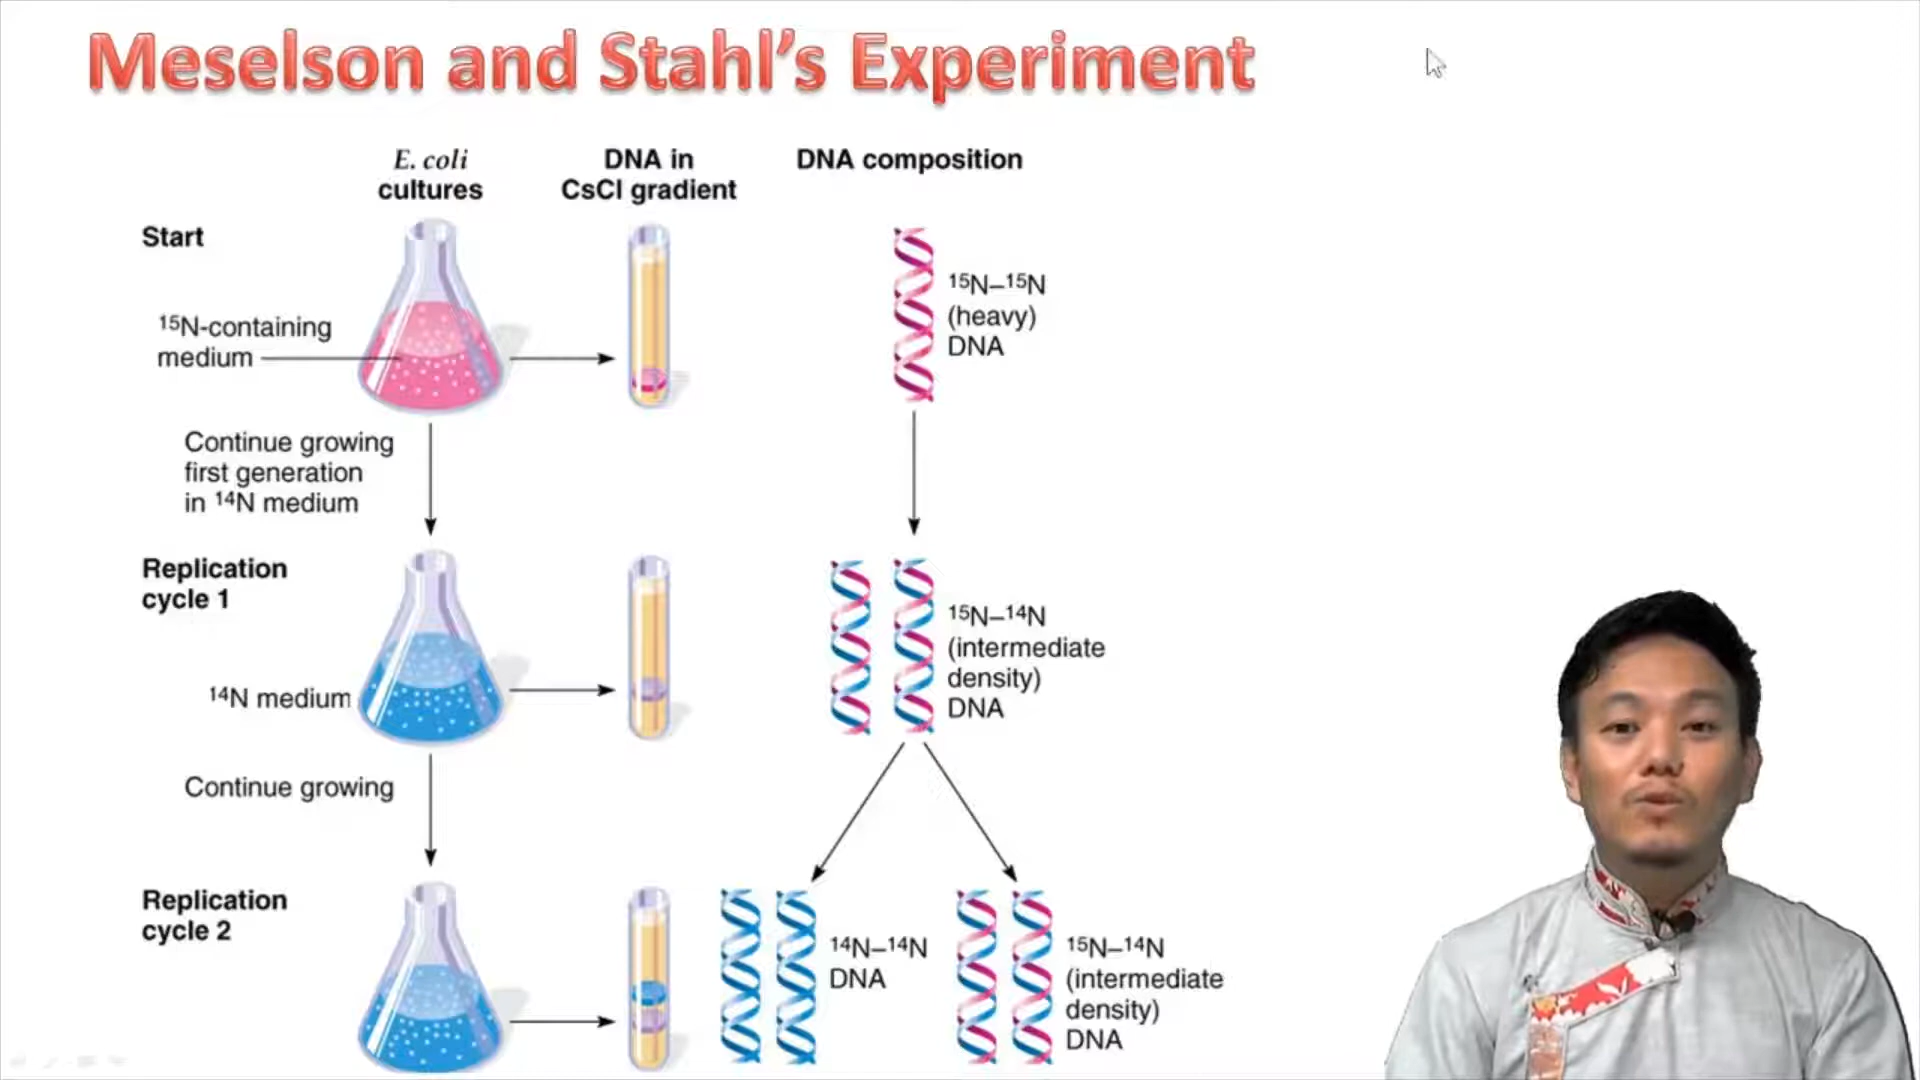 Meselson and Stahl’s Experiment
E. coli
cultures
DNA in
CsCl gradient
DNA composition
Start
15N-containing
medium
15N–15N
(heavy)
DNA
Continue growing
first generation
in 14N medium
Replication
cycle 1
14N medium
15N–14N
(intermediate
density)
DNA
Continue growing
Replication
cycle 2
14N–14N
DNA
15N–14N
(intermediate
density)
DNA